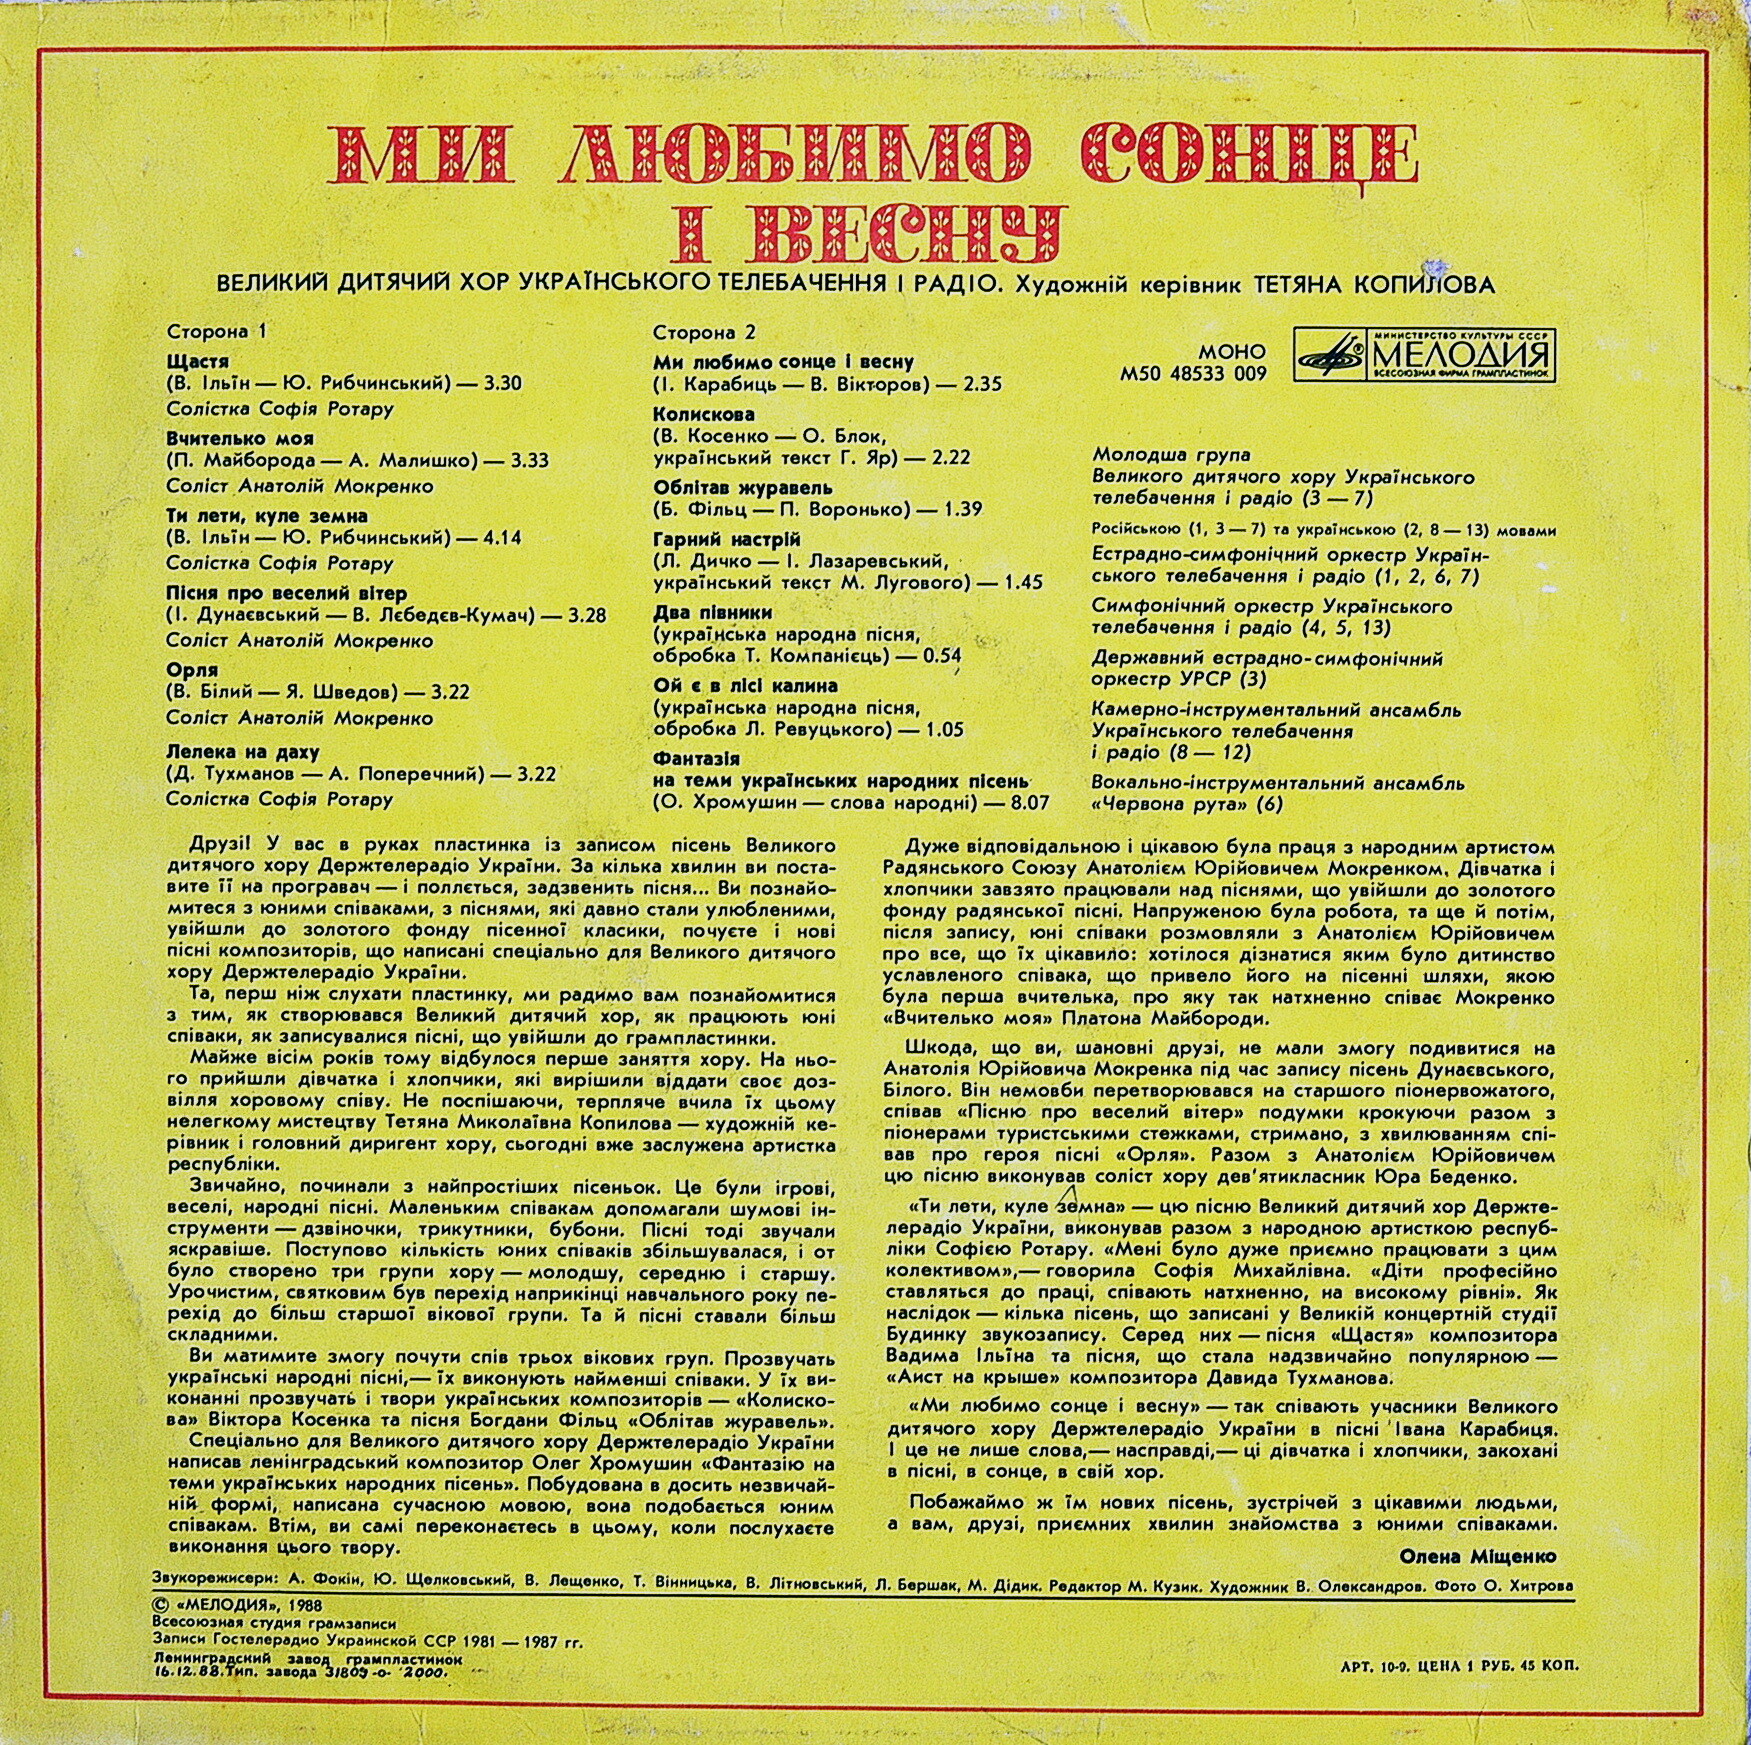 МИ ЛЮБИМО СОНЦЕ
І ВЕСНУ
ВЕЛИКИЙ ДИТЯЧИЙ ХОР УКРАЇНСЬКОГО ТЕЛЕБАЧЕННЯ І РАДІО. Художній керівник ТЕТЯНА КОПИЛОВА
Сторона 1
Щастя
(В. Ільїн — Ю. Рибчинський) — 3.30
Солістка Софія Ротару
Вчителько моя
(П. Майборода — А. Малишко) — 3.33
Соліст Анатолій Мокренко
Ти лети, куле земна
(В. Ільїн — Ю. Рибчинський) — 4.14
Солістка Софія Ротару
Пісня про веселий вітер
(І. Дунаєвський — В. Лєбедєв-Кумач) — 3.28
Соліст Анатолій Мокренко
Орля
(В. Білий — Я. Шведов) — 3.22
Соліст Анатолій Мокренко
Лелека на даху
(Д. Тухманов — А. Поперечний) — 3.22
Солістка Софія Ротару
Сторона 2
Ми любимо сонце і весну
(І. Карабиць — В. Вікторов) — 2.35
Колискова
(В. Косенко — О. Блок,
український текст Г. Яр) — 2.22
Облітав журавель
(Б. Фільц — П. Воронько) — 1.39
Гарний настрій
(Л. Дичко — І. Лазаревський,
український текст М. Лугового) — 1.45
Два півники
(українська народна пісня,
обробка Т. Компанієць) — 0.54
Ой є в лісі калина
(українська народна пісня,
обробка Л. Ревуцького) — 1.05
Фантазія
на теми українських народних пісень
(О. Хромушин — слова народні) — 8.07
МОНО
М50 48533 009
МИНИСТЕРСТВО КУЛЬТУРЫ СССР
МЕЛОДИЯ
ВСЕСОЮЗНАЯ ФИРМА ГРАМПЛАСТИНОК
Молодша група
Великого дитячого хору Українського
телебачення і радіо (3 — 7)
Російською (1, 3 — 7) та українською (2, 8 — 13) мовами
Естрадно-симфонічний оркестр Україн-
ського телебачення і радіо (1, 2, 6, 7)
Симфонічний оркестр Українського
телебачення і радіо (4, 5, 13)
Державний естрадно-симфонічний
оркестр УРСР (3)
Камерно-інструментальний ансамбль
Українського телебачення
і радіо (8 — 12)
Вокально-інструментальний ансамбль
«Червона рута» (6)
Друзі! У вас в руках пластинка із записом пісень Великого
дитячого хору Держтелерадіо України. За кілька хвилин ви поста-
вите її на програвач — і поллється, задзвенить пісня... Ви познайо-
митеся з юними співаками, з піснями, які давно стали улюбленими,
увійшли до золотого фонду пісенної класики, почуєте і нові
пісні композиторів, що написані спеціально для Великого дитячого
хору Держтелерадіо України.
Та, перш ніж слухати пластинку, ми радимо вам познайомитися
з тим, як створювався Великий дитячий хор, як працюють юні
співаки, як записувалися пісні, що увійшли до грампластинки.
Майже вісім років тому відбулося перше заняття хору. На ньо-
го прийшли дівчатка і хлопчики, які вирішили віддати своє доз-
вілля хоровому співу. Не поспішаючи, терпляче вчила їх цьому
нелегкому мистецтву Тетяна Миколаївна Копилова — художній ке-
рівник і головний диригент хору, сьогодні вже заслужена артистка
республіки.
Звичайно, починали з найпростіших пісеньок. Це були ігрові,
веселі, народні пісні. Маленьким співакам допомагали шумові ін-
струменти — дзвіночки, трикутники, бубони. Пісні тоді звучали
яскравіше. Поступово кількість юних співаків збільшувалася, і от
було створено три групи хору — молодшу, середню і старшу.
Урочистим, святковим був перехід наприкінці навчального року пе-
рехід до більш старшої вікової групи. Та й пісні ставали більш
складними.
Ви матимите змогу почути спів трьох вікових груп. Прозвучать
українські народні пісні,— їх виконують найменші співаки. У їх ви-
конанні прозвучать і твори українських композиторів — «Колиско-
ва» Віктора Косенка та пісня Богдани Фільц «Облітав журавель».
Спеціально для Великого дитячого хору Держтелерадіо України
написав ленінградський композитор Олег Хромушин «Фантазію на
теми українських народних пісень». Побудована в досить незвичай-
ній формі, написана сучасною мовою, вона подобається юним
співакам. Втім, ви самі переконаєтесь в цьому, коли послухаєте
виконання цього твору.
Дуже відповідальною і цікавою була праця з народним артистом
Радянського Союзу Анатолієм Юрійовичем Мокренком. Дівчатка і
хлопчики завзято працювали над піснями, що увійшли до золотого
фонду радянської пісні. Напруженою була робота, та ще й потім,
після запису, юні співаки розмовляли з Анатолієм Юрійовичем
про все, що їх цікавило: хотілося дізнатися яким було дитинство
уславленого співака, що привело його на пісенні шляхи, якою
була перша вчителька, про яку так натхненно співає Мокренко
«Вчителько моя» Платона Майбороди.
Шкода, що ви, шановні друзі, не мали змогу подивитися на
Анатолія Юрійовича Мокренка під час запису пісень Дунаєвського,
Білого. Він немовби перетворювався на старшого піонервожатого,
співав «Пісню про веселий вітер» подумки крокуючи разом з
піонерами туристськими стежками, стримано, з хвилюванням спі-
вав про героя пісні «Орля». Разом з Анатолієм Юрійовичем
цю пісню виконував соліст хору дев'ятикласник Юра Беденко.
«Ти лети, куле земна» — цю пісню Великий дитячий хор Держте-
лерадіо України, виконував разом з народною артисткою респуб-
ліки Софією Ротару. «Мені було дуже приємно працювати з цим
колективом»,— говорила Софія Михайлівна. «Діти професійно
ставляться до праці, співають натхненно, на високому рівні». Як
наслідок — кілька пісень, що записані у Великій концертній студії
Будинку звукозапису. Серед них — пісня «Щастя» композитора
Вадима Ільїна та пісня, що стала надзвичайно популярною —
«Аист на крыше» композитора Давида Тухманова.
«Ми любимо сонце і весну» — так співають учасники Великого
дитячого хору Держтелерадіо України в пісні Івана Карабиця.
І це не лише слова,— насправді,— ці дівчатка і хлопчики, закохані
в пісні, в сонце, в свій хор.
Побажаймо ж їм нових пісень, зустрічей з цікавими людьми,
а вам, друзі, приємних хвилин знайомства з юними співаками.
Олена Міщенко
Звукорежисери: А. Фокін, Ю. Щелковський, В. Лещенко, Т. Вінницька, В. Літновський, Л. Бершак, М. Дідик. Редактор М. Кузик. Художник В. Олександров. Фото О. Хитрова
© «МЕЛОДИЯ», 1988
Всесоюзная студия грамзаписи
Записи Гостелерадио Украинской ССР 1981 — 1987 гг.
Ленинградский завод грампластинок
16.12.88. Тип. завода 31809-о- 2000.
АРТ. 10-9. ЦЕНА 1 РУБ. 45 КОП.